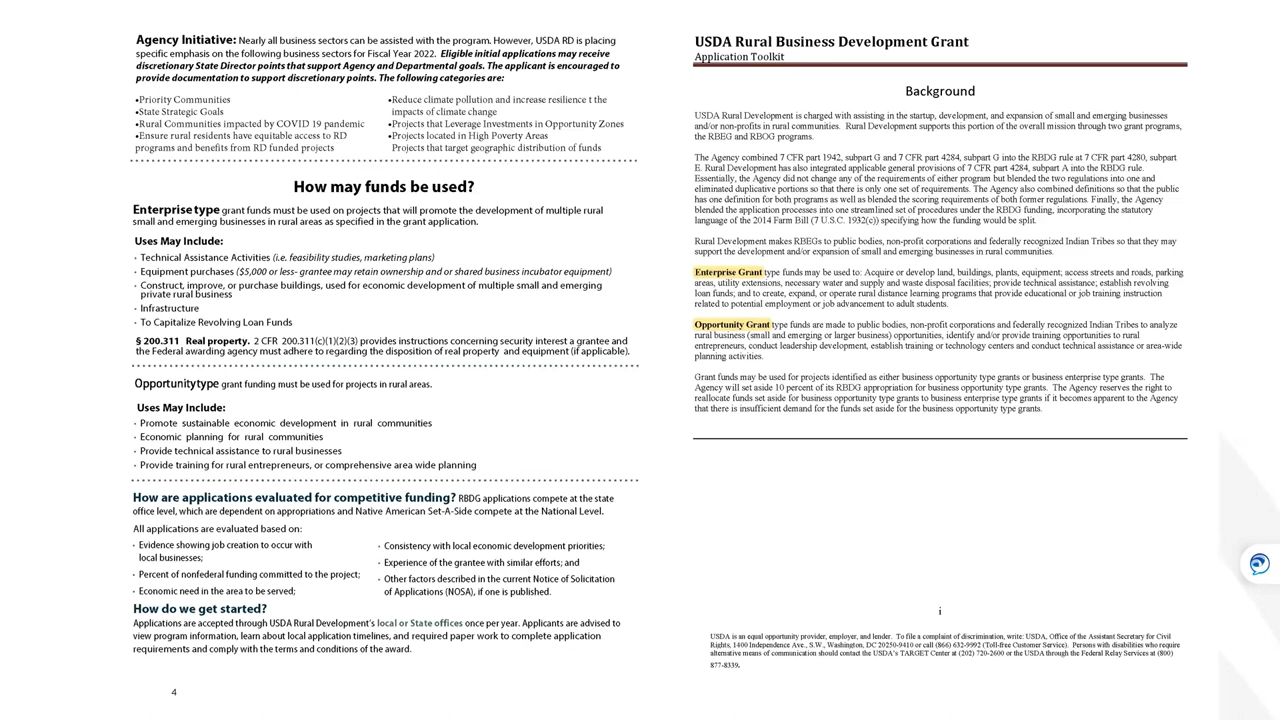 Agency Initiative: Nearly all business sectors can be assisted with the program. However, USDA RD is placing
specific emphasis on the following business sectors for Fiscal Year 2022. Eligible initial applications may receive
discretionary State Director points that support Agency and Departmental goals. The applicant is encouraged to
provide documentation to support discretionary points. The following categories are:
•Priority Communities
•State Strategic Goals
•Rural Communities impacted by COVID 19 pandemic
•Ensure rural residents have equitable access to RD
programs and benefits from RD funded projects
•Reduce climate pollution and increase resilience t the
impacts of climate change
•Projects that Leverage Investments in Opportunity Zones
•Projects located in High Poverty Areas
Projects that target geographic distribution of funds
How may funds be used?
Enterprise type grant funds must be used on projects that will promote the development of multiple rural
small and emerging businesses in rural areas as specified in the grant application.
Uses May Include:
• Technical Assistance Activities (i.e. feasibility studies, marketing plans)
• Equipment purchases ($5,000 or less- grantee may retain ownership and or shared business incubator equipment)
• Construct, improve, or purchase buildings, used for economic development of multiple small and emerging
private rural business
• Infrastructure
• To Capitalize Revolving Loan Funds
§ 200.311 Real property. 2 CFR 200.311(c)(1)(2)(3) provides instructions concerning security interest a grantee and
the Federal awarding agency must adhere to regarding the disposition of real property and equipment (if applicable).
Opportunity type grant funding must be used for projects in rural areas.
Uses May Include:
• Promote sustainable economic development in rural communities
• Economic planning for rural communities
• Provide technical assistance to rural businesses
• Provide training for rural entrepreneurs, or comprehensive area wide planning
How are applications evaluated for competitive funding? RBDG applications compete at the state
office level, which are dependent on appropriations and Native American Set-A-Side compete at the National Level.
All applications are evaluated based on:
• Evidence showing job creation to occur with
local businesses;
• Percent of nonfederal funding committed to the project;
• Economic need in the area to be served;
• Consistency with local economic development priorities;
• Experience of the grantee with similar efforts; and
• Other factors described in the current Notice of Solicitation
of Applications (NOSA), if one is published.
How do we get started?
Applications are accepted through USDA Rural Development's local or State offices once per year. Applicants are advised to
view program information, learn about local application timelines, and required paper work to complete application
requirements and comply with the terms and conditions of the award.
4
USDA Rural Business Development Grant
Application Toolkit
Background
USDA Rural Development is charged with assisting in the startup, development, and expansion of small and emerging businesses
and/or non-profits in rural communities. Rural Development supports this portion of the overall mission through two grant programs,
the RBEG and RBOG programs.
The Agency combined 7 CFR part 1942, subpart G and 7 CFR part 4284, subpart G into the RBDG rule at 7 CFR part 4280, subpart
E. Rural Development has also integrated applicable general provisions of 7 CFR part 4284, subpart A into the RBDG rule.
Essentially, the Agency did not change any of the requirements of either program but blended the two regulations into one and
eliminated duplicative portions so that there is only one set of requirements. The Agency also combined definitions so that the public
has one definition for both programs as well as blended the scoring requirements of both former regulations. Finally, the Agency
blended the application processes into one streamlined set of procedures under the RBDG funding, incorporating the statutory
language of the 2014 Farm Bill (7 U.S.C. 1932(c)) specifying how the funding would be split.
Rural Development makes RBEGs to public bodies, non-profit corporations and federally recognized Indian Tribes so that they may
support the development and/or expansion of small and emerging businesses in rural communities.
Enterprise Grant type funds may be used to: Acquire or develop land, buildings, plants, equipment; access streets and roads, parking
areas, utility extensions, necessary water and supply and waste disposal facilities; provide technical assistance; establish revolving
loan funds; and to create, expand, or operate rural distance learning programs that provide educational or job training instruction
related to potential employment or job advancement to adult students.
Opportunity Grant type funds are made to public bodies, non-profit corporations and federally recognized Indian Tribes to analyze
rural business (small and emerging or larger business) opportunities, identify and/or provide training opportunities to rural
entrepreneurs, conduct leadership development, establish training or technology centers and conduct technical assistance or area-wide
planning activities.
Grant funds may be used for projects identified as either business opportunity type grants or business enterprise type grants. The
Agency will set aside 10 percent of its RBDG appropriation for business opportunity type grants. The Agency reserves the right to
reallocate funds set aside for business opportunity type grants to business enterprise type grants if it becomes apparent to the Agency
that there is insufficient demand for the funds set aside for the business opportunity type grants.
i
USDA is an equal opportunity provider, employer, and lender. To file a complaint of discrimination, write: USDA, Office of the Assistant Secretary for Civil
Rights, 1400 Independence Ave., S.W., Washington, DC 20250-9410 or call (866) 632-9992 (Toll-free Customer Service). Persons with disabilities who require
alternative means of communication should contact the USDA's TARGET Center at (202) 720-2600 or the USDA through the Federal Relay Services at (800)
877-8339.